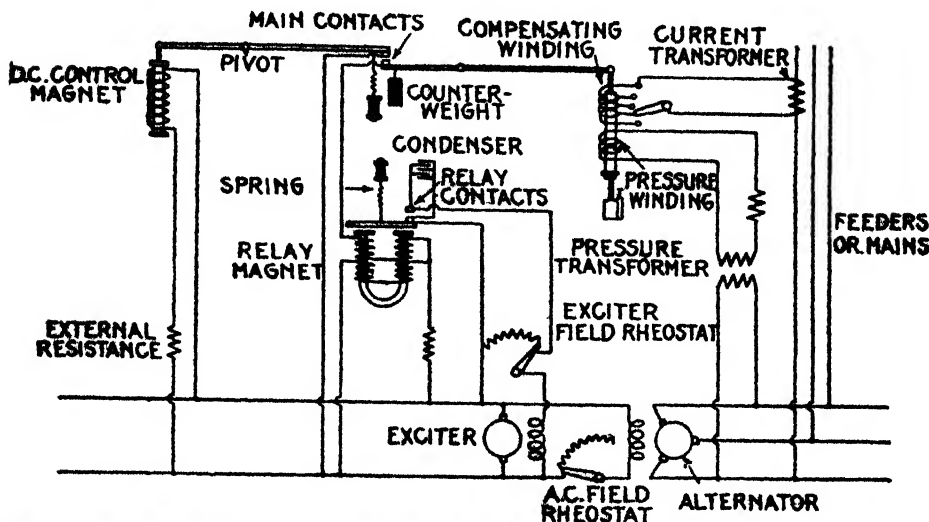 MAIN CONTACTS
COMPENSATING
WINDING
CURRENT
TRANSFORMER
PIVOT
D.C. CONTROL
MAGNET
COUNTER-
WEIGHT
CONDENSER
SPRING
RELAY
CONTACTS
PRESSURE
WINDING
RELAY
MAGNET
PRESSURE
TRANSFORMER
FEEDERS
OR MAINS
EXCITER
FIELD RHEOSTAT
EXTERNAL
RESISTANCE
EXCITER
A.C. FIELD
RHEOSTAT
ALTERNATOR